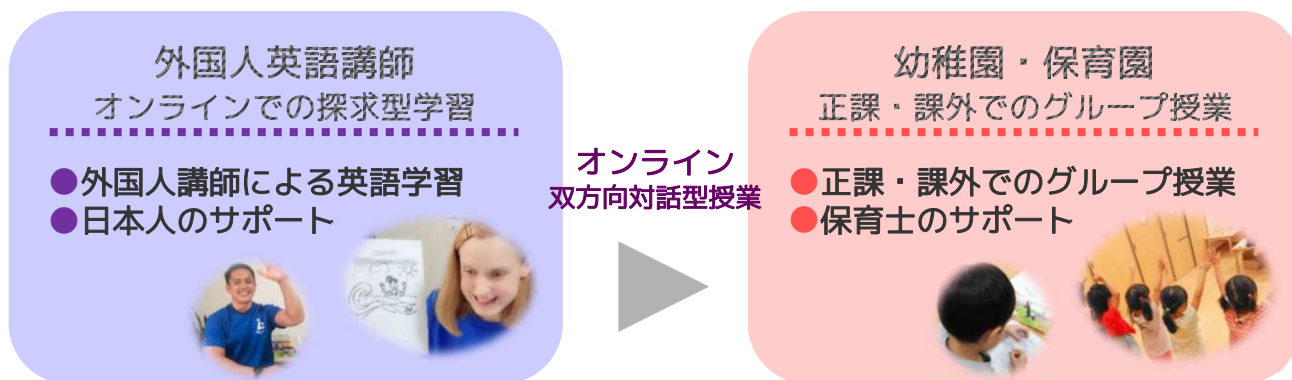 外国人英語講師
オンラインでの探求型学習
●外国人講師による英語学習
●日本人のサポート
オンライン
双方向対話型授業
幼稚園・保育園
正課・課外でのグループ授業
●正課・課外でのグループ授業
●保育士のサポート